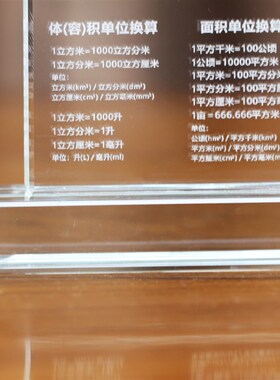 体(容)积单位换算
1立方米=1000立方分米
1立方分米=1000立方厘米
单位:
立方米(km³) / 立方分米(dm³)
立方厘米(cm³) / 立方毫米(mm³)
1立方米=1000升
1立方分米=1升
1立方厘米=1毫升
单位: 升(L) / 毫升(ml)
面积单位换算
1平方千米=100公顷
1公顷=10000平方米
1平方米=100平方分
1平方分米=100平方
1平方厘米=100平方
1亩=666.666平方米
单位:
公顷(hm²) / 平方千米(km²)
平方米(m²) / 平方分米(dm²)
平方厘米(cm²) / 平方毫米(m